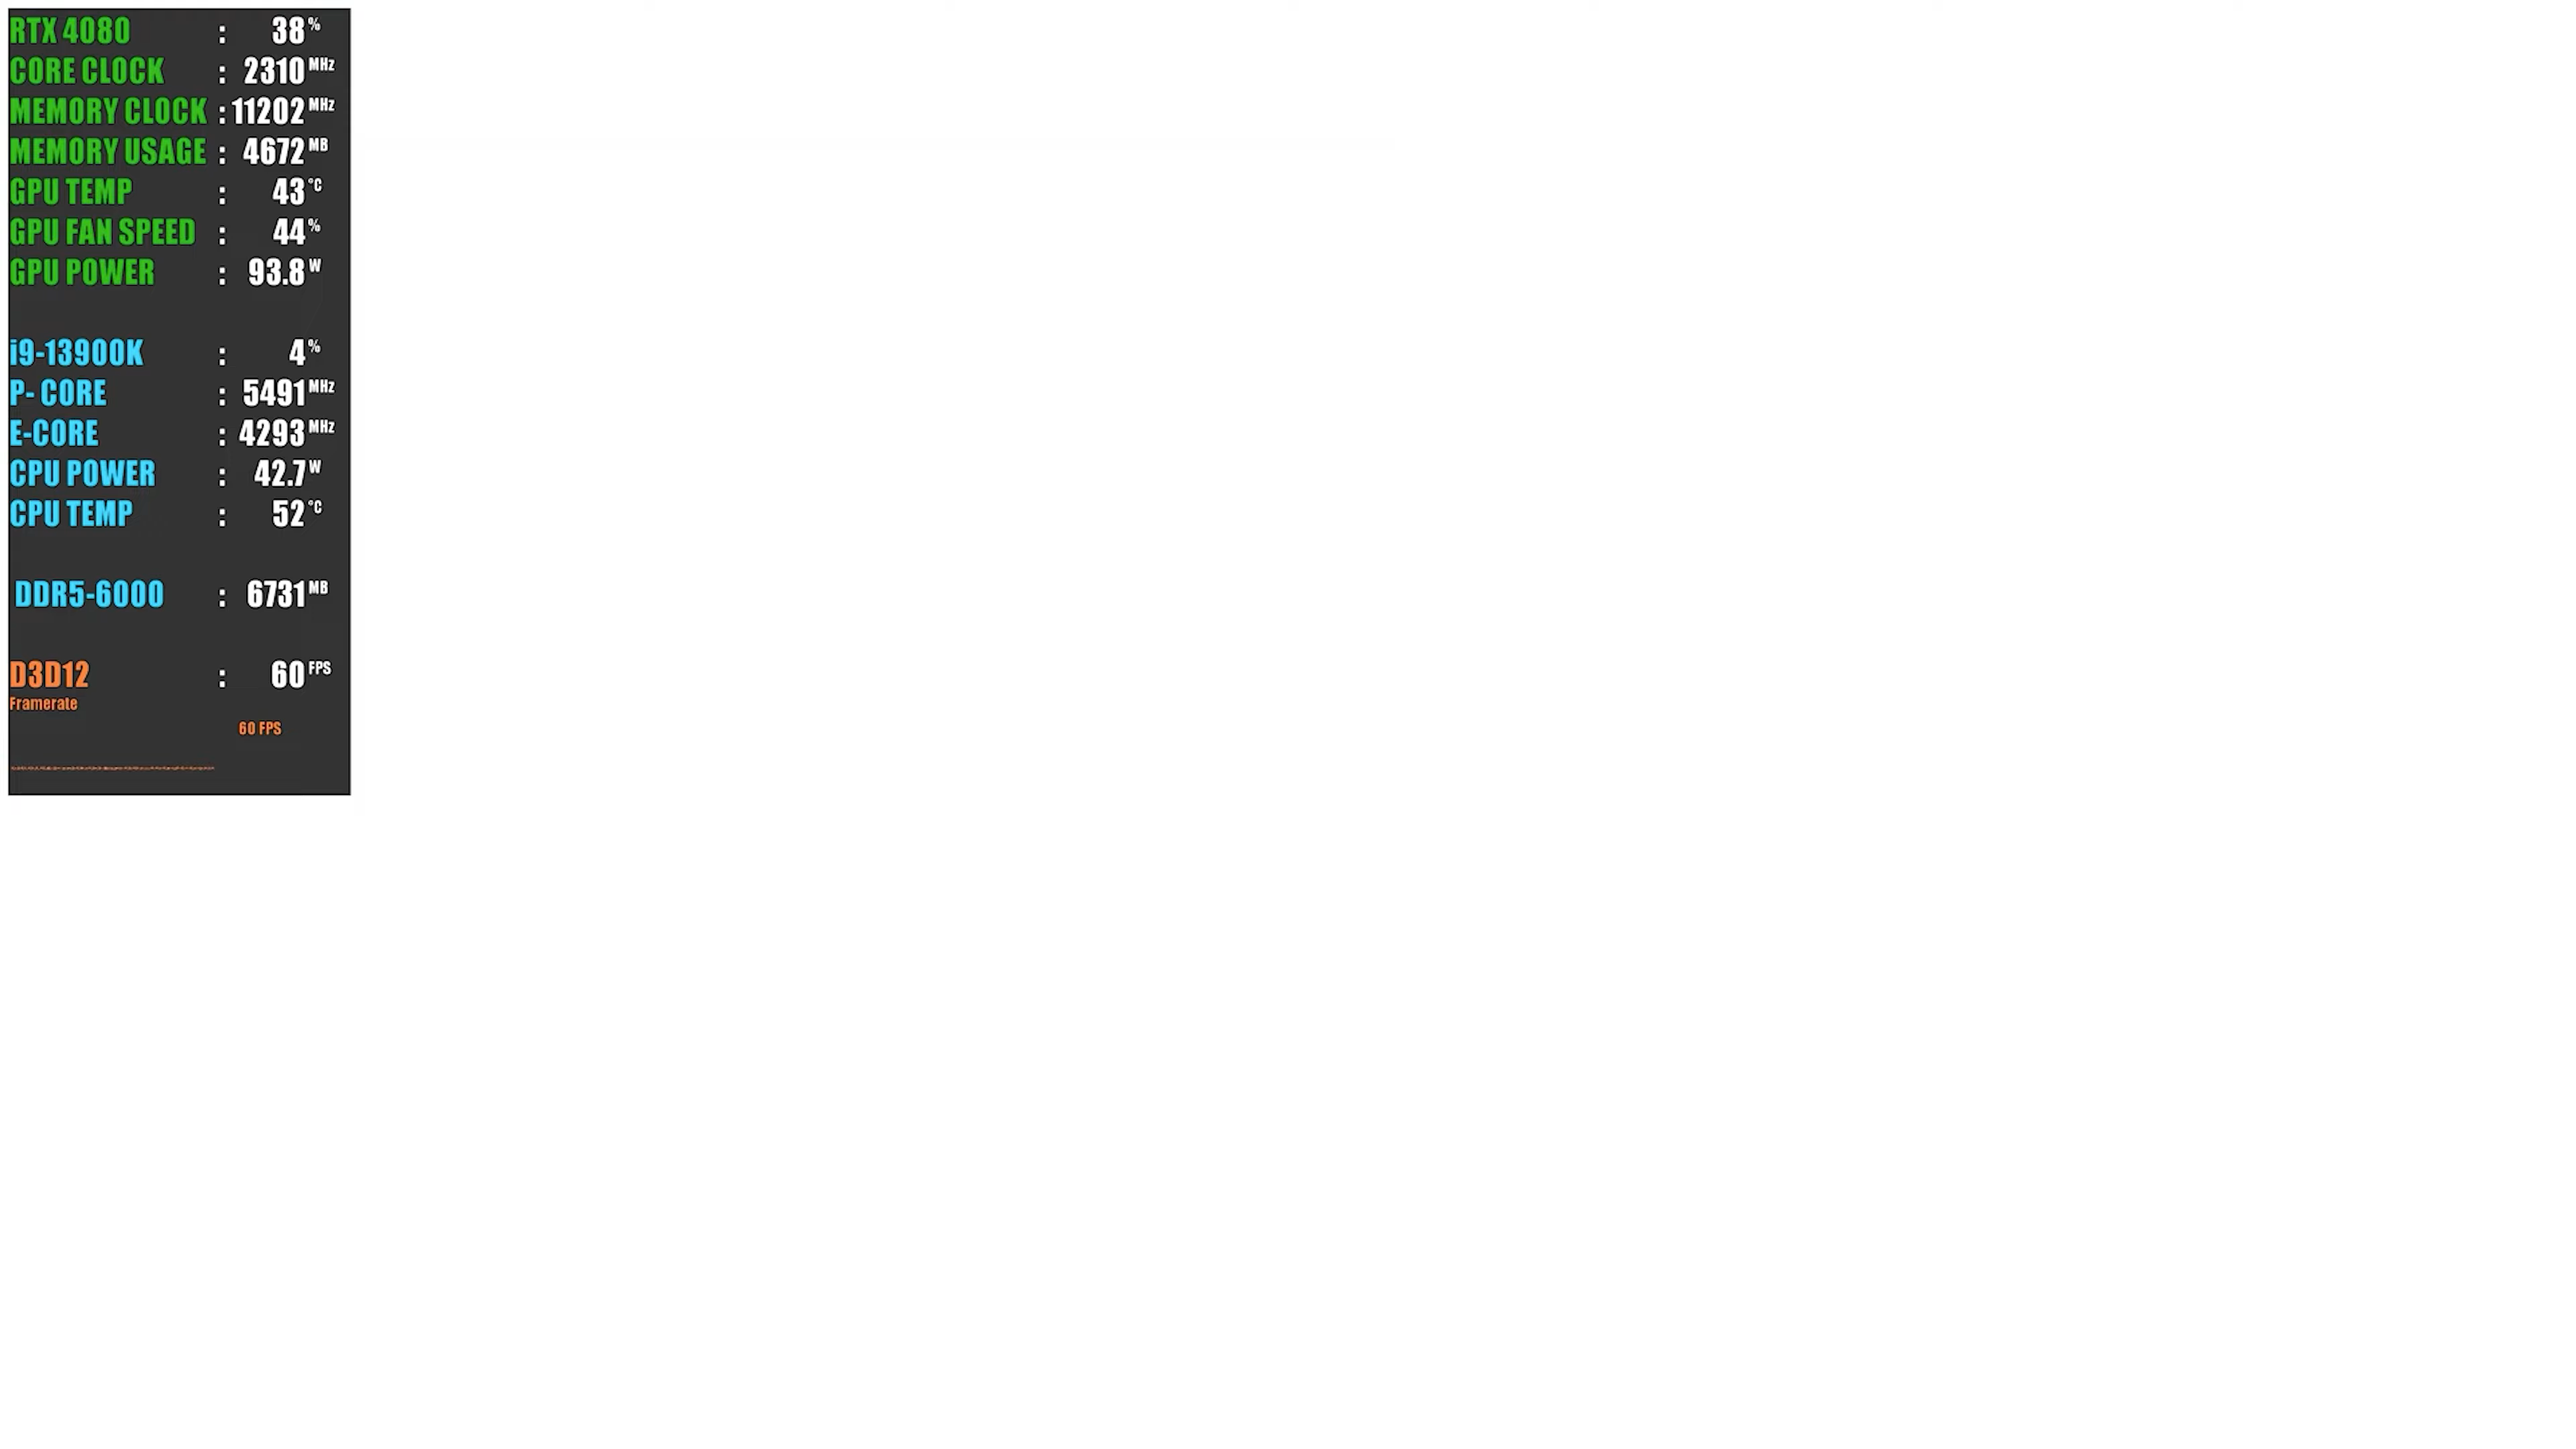 RTX 4080 : 38 %
CORE CLOCK : 2310 MHz
MEMORY CLOCK : 11202 MHz
MEMORY USAGE : 4672 MB
GPU TEMP : 43 °C
GPU FAN SPEED : 44 %
GPU POWER : 93.8 W
i9-13900K : 4 %
P- CORE : 5491 MHz
E-CORE : 4293 MHz
CPU POWER : 42.7 W
CPU TEMP : 52 °C
DDR5-6000 : 6731 MB
D3D12 : 60 FPS
Framerate
60 FPS